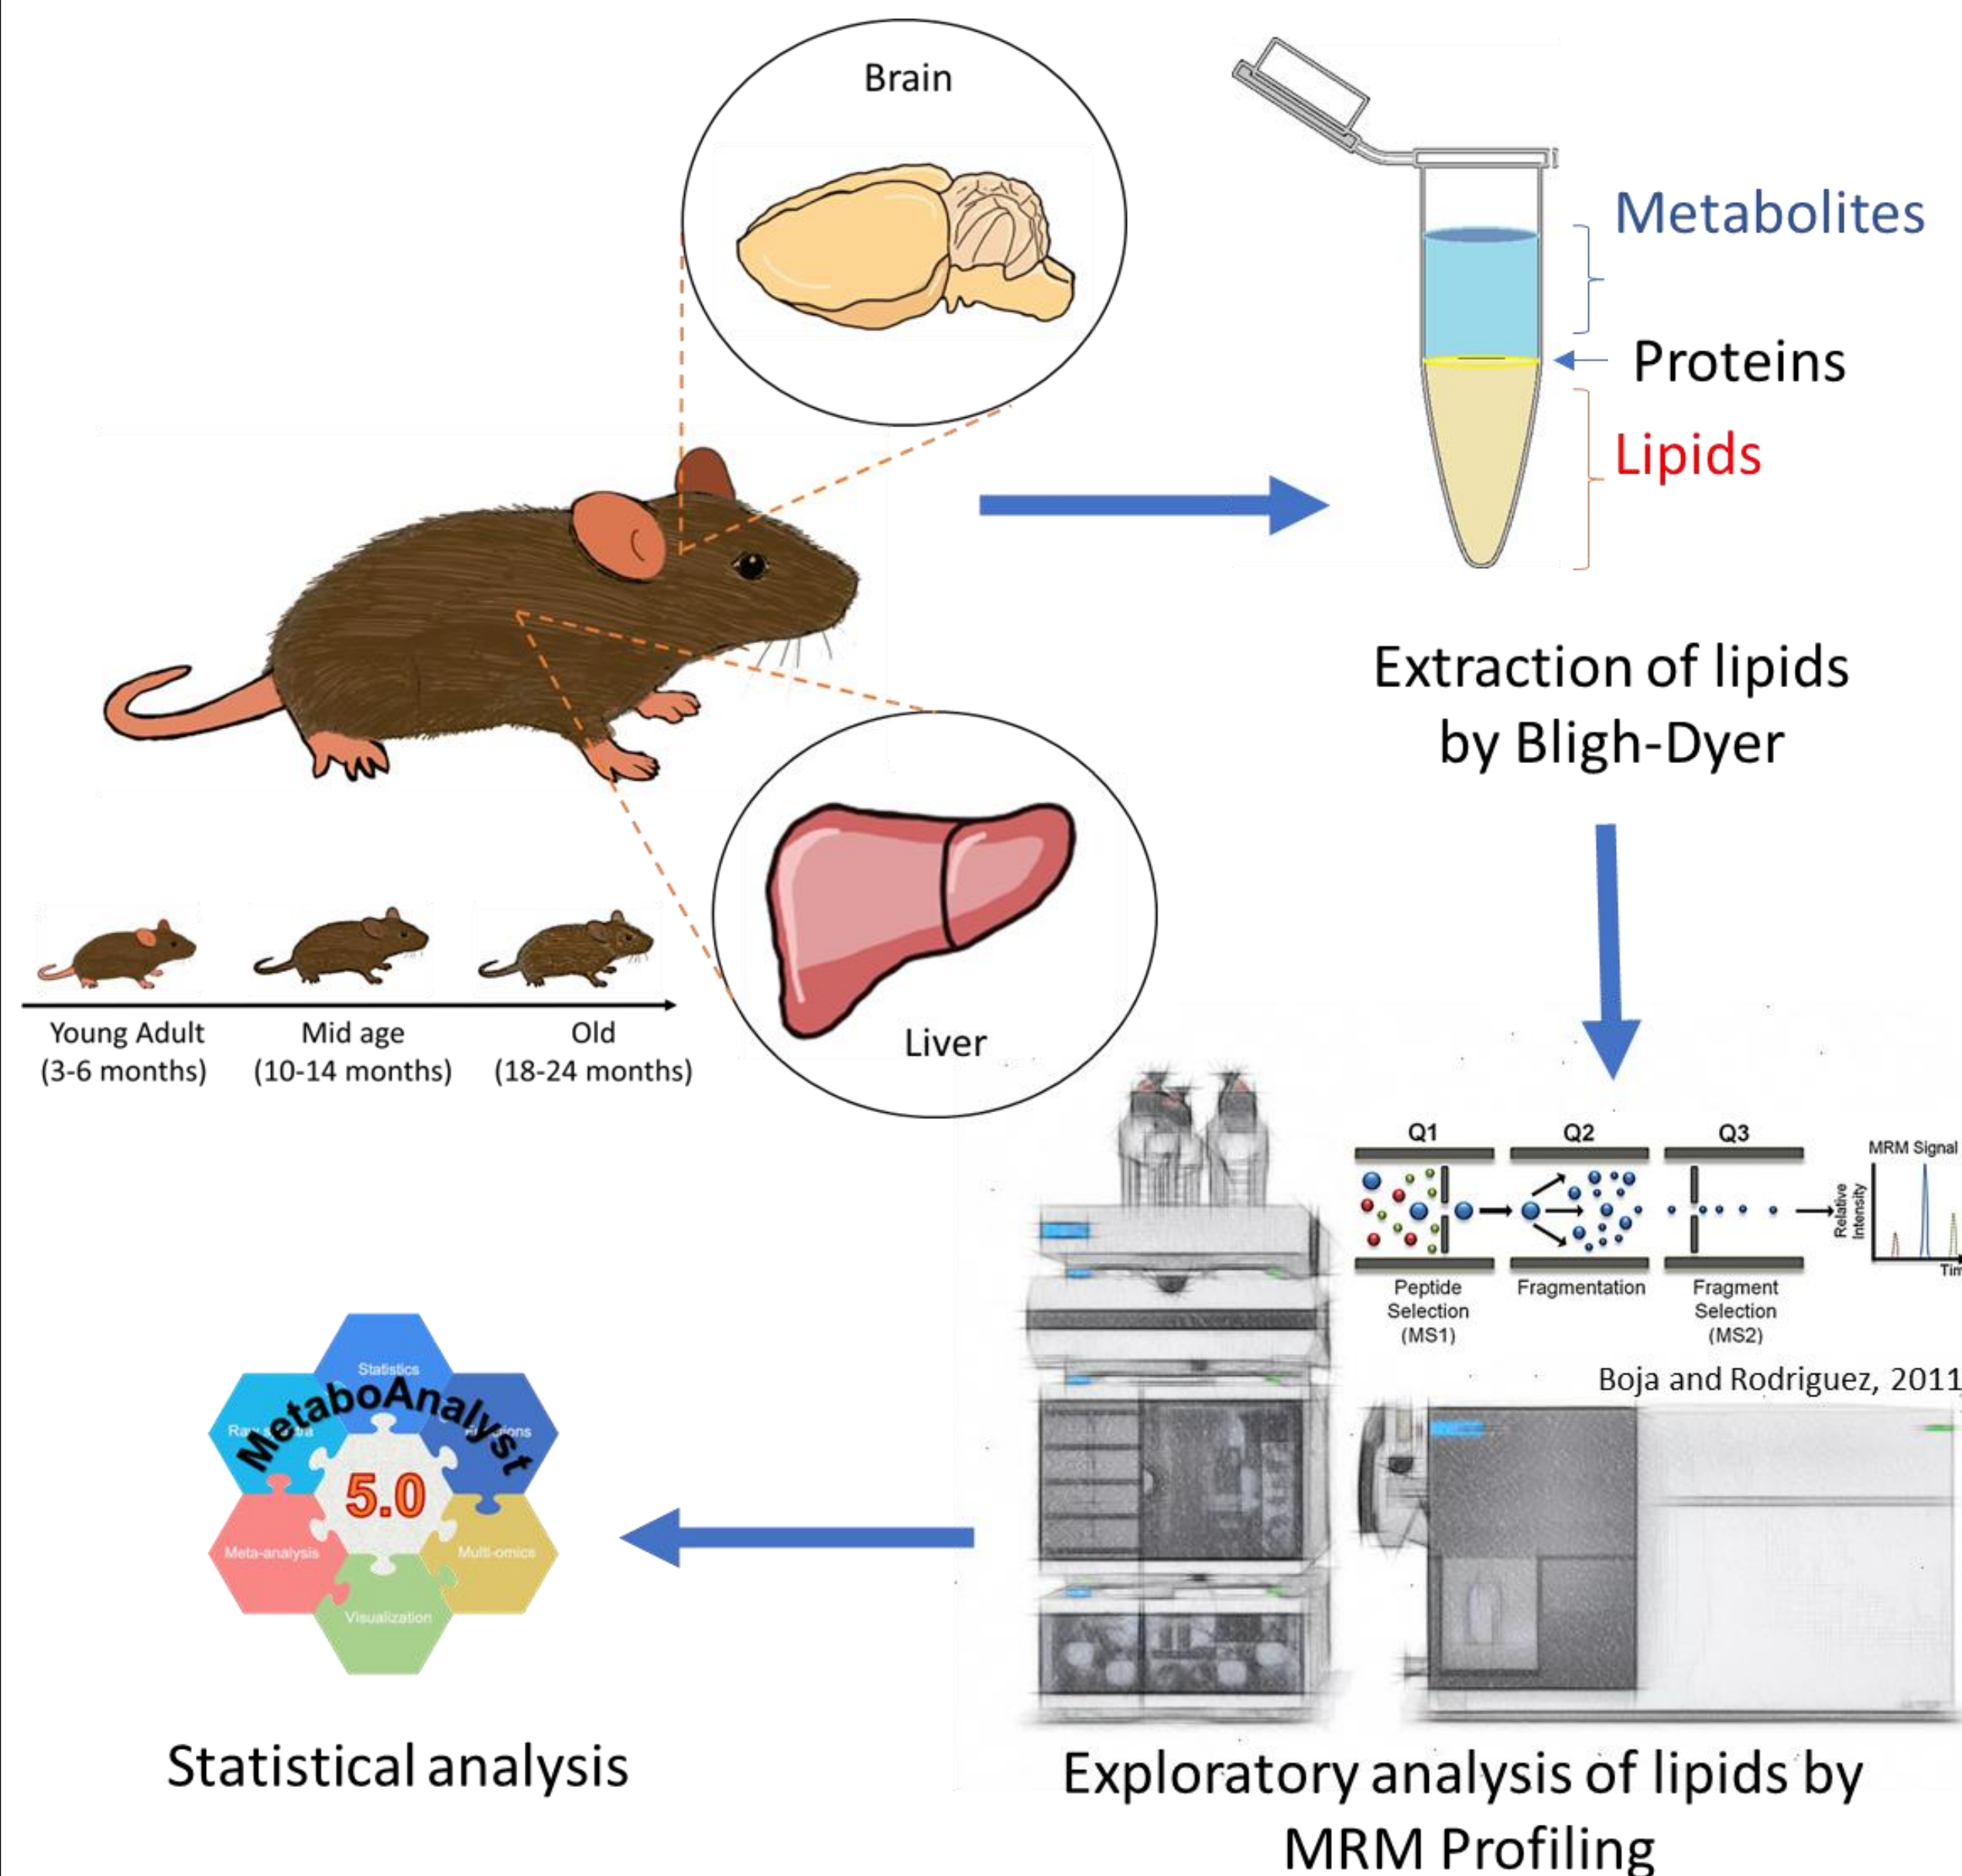 Brain
Metabolites
Proteins
Lipids
Extraction of lipids
by Bligh-Dyer
Liver
Young Adult
(3-6 months)
Mid age
(10-14 months)
Old
(18-24 months)
Q1
Q2
Q3
MRM Signal
Relative
Intensity
Peptide
Selection
(MS1)
Fragmentation
Fragment
Selection
(MS2)
Boja and Rodriguez, 2011
Statistics
MetaboAnalyst
5.0
Meta-analysis
Multi-omics
Visualization
Statistical analysis
Exploratory analysis of lipids by
MRM Profiling